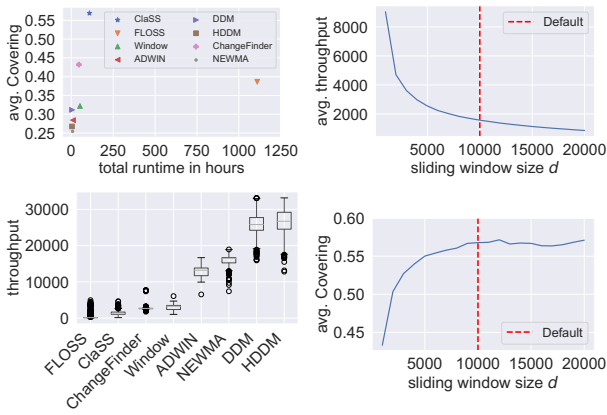 avg. Covering
0.55
0.50
0.45
0.40
0.35
0.30
0.25
ClaSS
FLOSS
Window
ADWIN
DDM
HDDM
ChangeFinder
NEWMA
0 250 500 750 1000 1250
total runtime in hours
avg. throughput
8000
6000
4000
2000
Default
5000 10000 15000 20000
sliding window size d
throughput
30000
20000
10000
0
FLOSS
ClaSS
ChangeFinder
Window
ADWIN
NEWMA
DDM
HDDM
avg. Covering
0.60
0.55
0.50
0.45
Default
5000 10000 15000 20000
sliding window size d